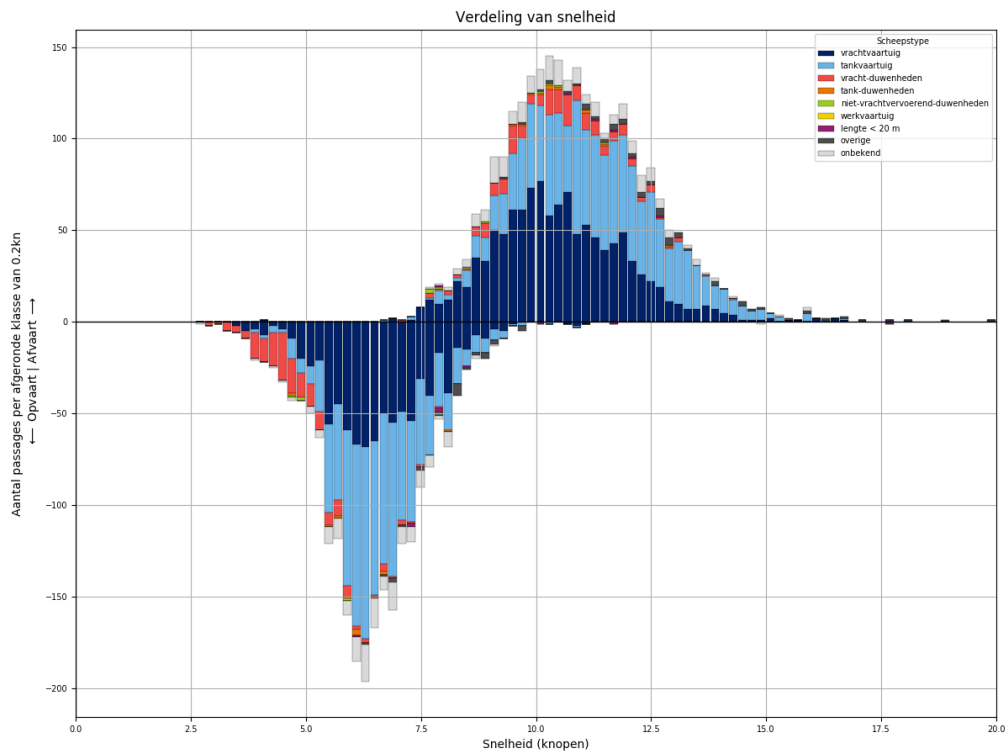 Verdeling van snelheid
Scheepstype
vrachtvaartuig
tankvaartuig
vracht-duwenheden
tank-duwenheden
niet-vrachtvervoerend-duwenheden
werkvaartuig
lengte < 20 m
overige
onbekend
Aantal passages per afgeronde klasse van 0.2kn
← Opvaart | Afvaart →
150
100
50
0
−50
−100
−150
−200
0.0
2.5
5.0
7.5
10.0
12.5
15.0
17.5
20.0
Snelheid (knopen)